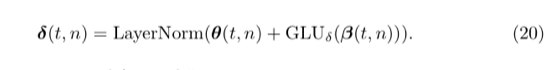 𝜹(t, n) = LayerNorm(𝜽(t, n) + GLU_δ(𝜷(t, n))). (20)